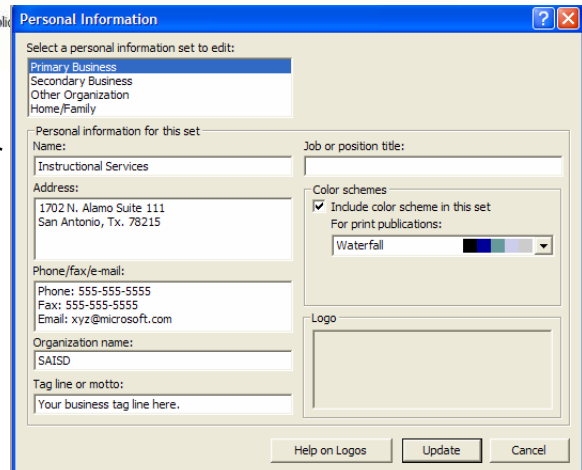 Personal Information
Select a personal information set to edit:
Primary Business
Secondary Business
Other Organization
Home/Family
Personal information for this set
Name:
Instructional Services
Address:
1702 N. Alamo Suite 111
San Antonio, Tx. 78215
Phone/fax/e-mail:
Phone: 555-555-5555
Fax: 555-555-5555
Email: xyz@microsoft.com
Organization name:
SAISD
Tag line or motto:
Your business tag line here.
Job or position title:
Color schemes
Include color scheme in this set
For print publications:
Waterfall
Logo
Help on Logos
Update
Cancel